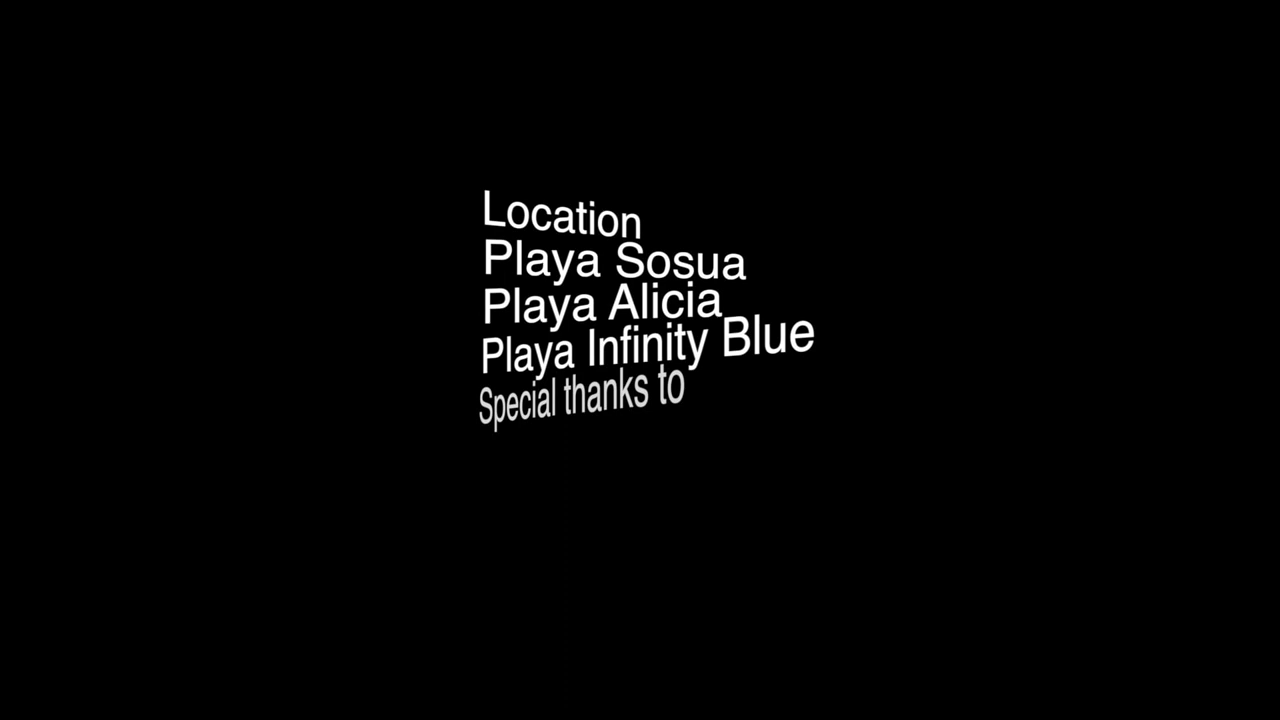 Location
Playa Sosua
Playa Alicia
Playa Infinity Blue
Special thanks to